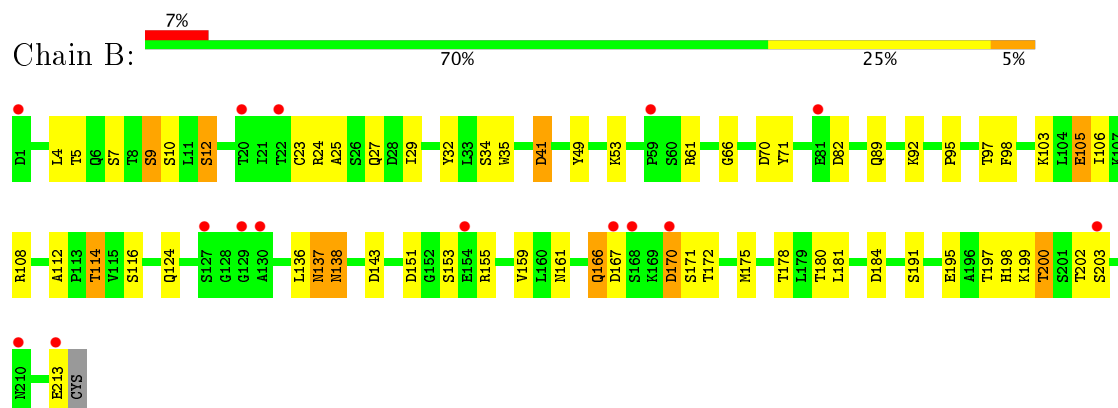 7%
Chain B:
70% 25% 5%
D1 L4 T5 Q6 S7 T8 S9 S10 L11 S12 T20 I21 T22 C23 R24 A25 S26 Q27 D28 I29 Y32 L33 S34 W35 D41 Y49 K53 P59 S60 R61 G66 D70 Y71 E81 D82 Q89 K92 P95 T97 F98 K103 L104 E105 I106 K107
R108 A112 P113 T114 V115 S116 Q124 S127 G128 G129 A130 L136 N137 N138 D143 D151 G152 S153 E154 R155 V159 L160 N161 Q166 D167 S168 K169 D170 S171 T172 M175 T178 L179 T180 L181 D184 S191 E195 A196 T197 H198 K199 T200 S201 T202 S203
N210 E213 CYS